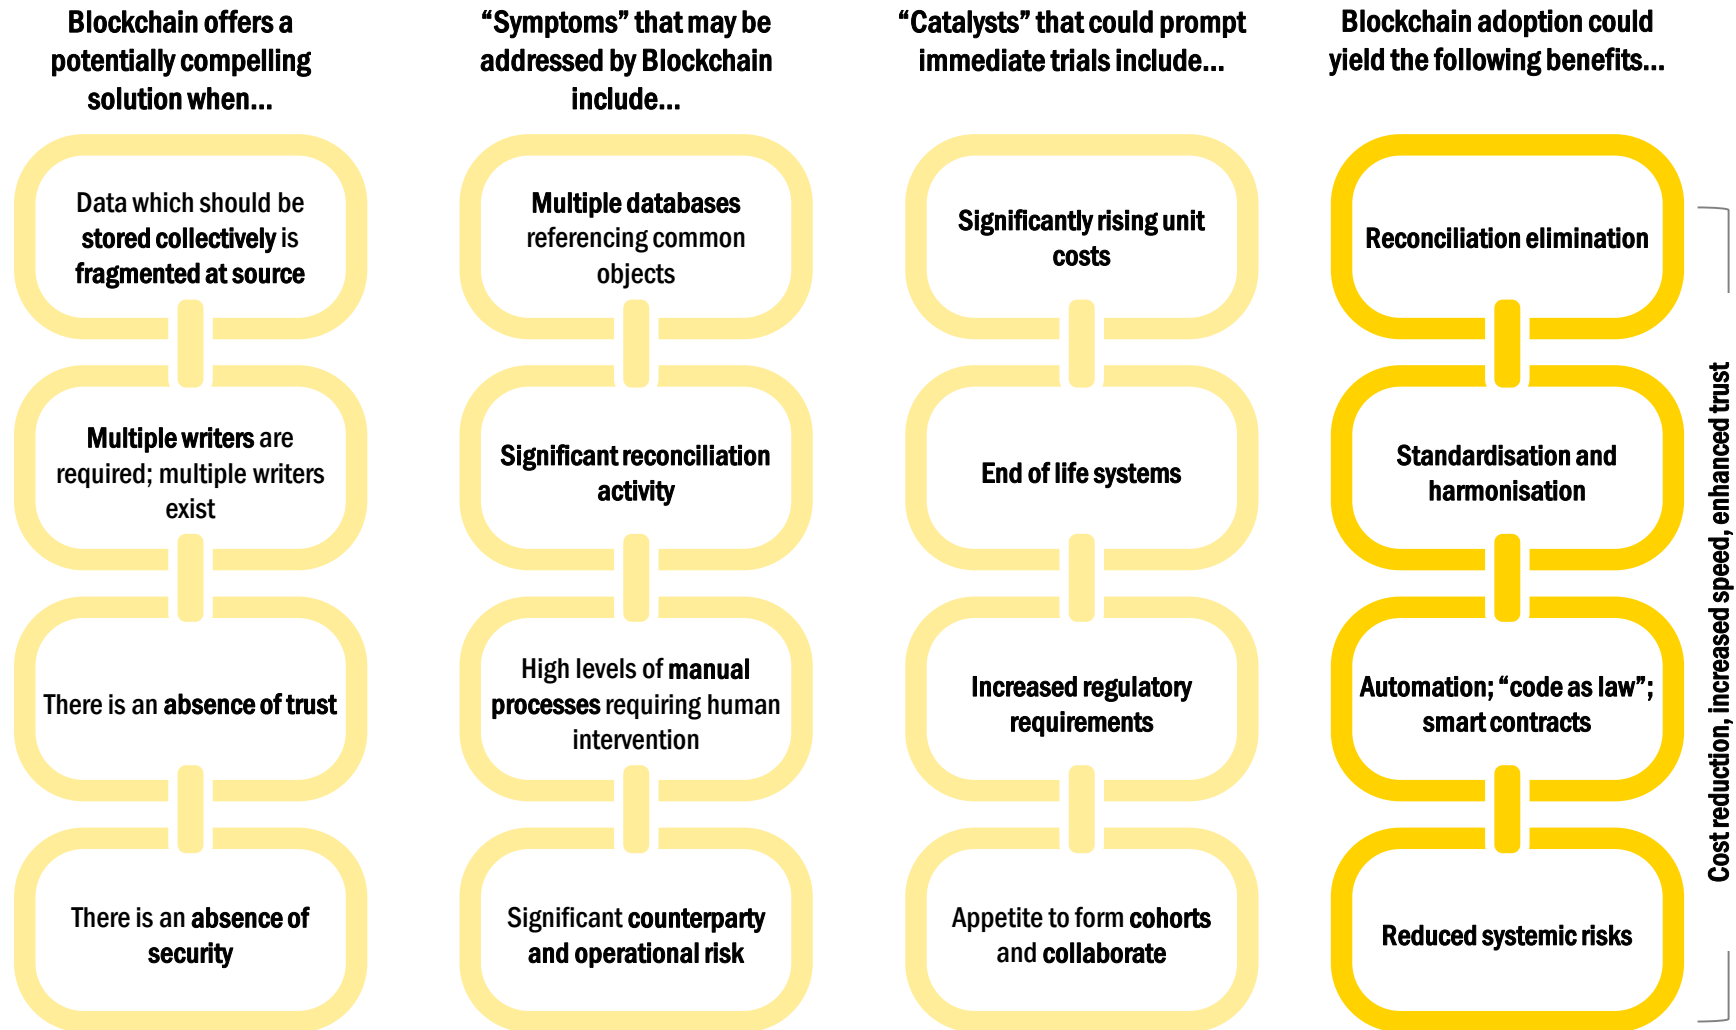 Blockchain offers a
potentially compelling
solution when...
Data which should be
stored collectively is
fragmented at source
Multiple writers are
required; multiple writers
exist
There is an absence of trust
There is an absence of
security
“Symptoms” that may be
addressed by Blockchain
include...
Multiple databases
referencing common
objects
Significant reconciliation
activity
High levels of manual
processes requiring human
intervention
Significant counterparty
and operational risk
“Catalysts” that could prompt
immediate trials include...
Significantly rising unit
costs
End of life systems
Increased regulatory
requirements
Appetite to form cohorts
and collaborate
Blockchain adoption could
yield the following benefits...
Reconciliation elimination
Standardisation and
harmonisation
Automation; “code as law”;
smart contracts
Reduced systemic risks
Cost reduction, increased speed, enhanced trust